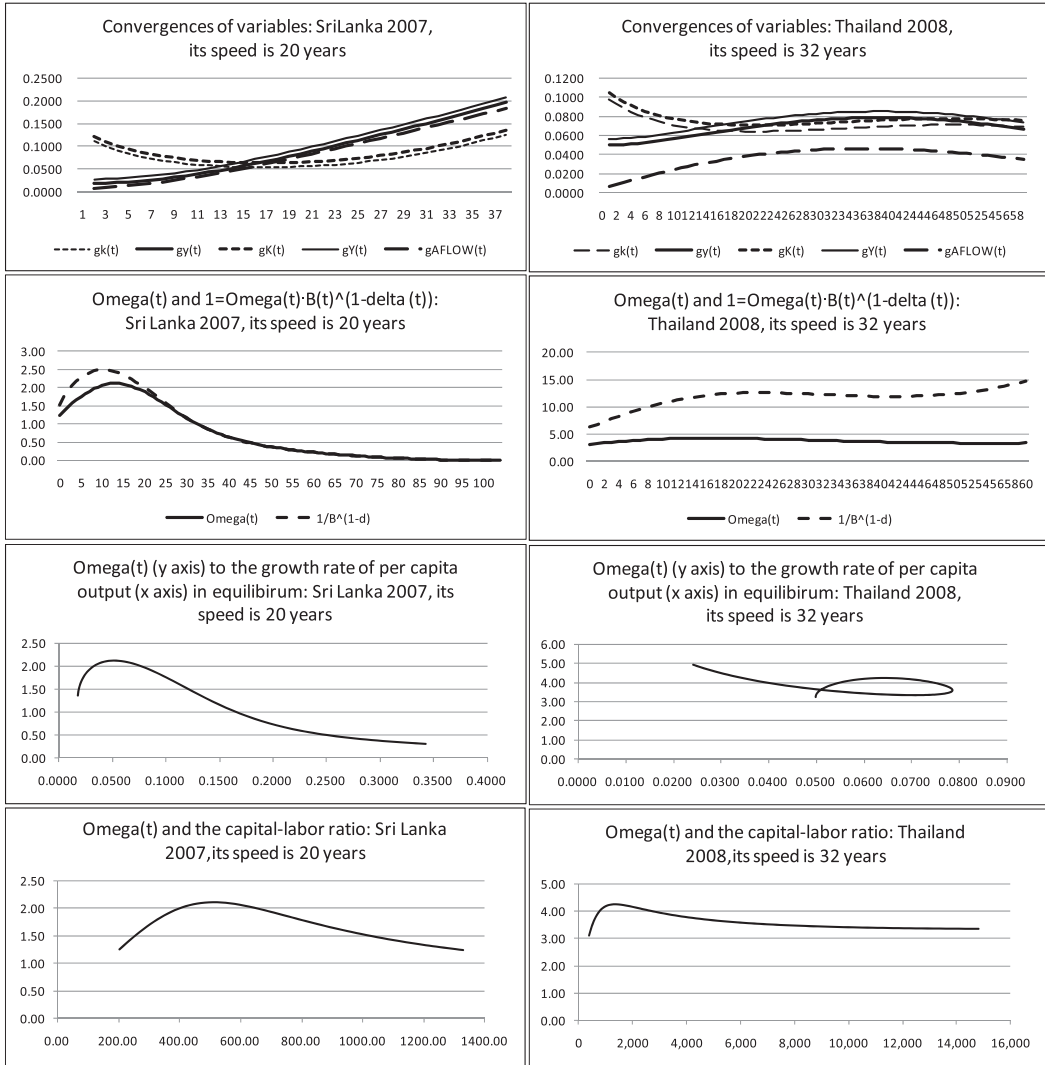 Convergences of variables: SriLanka 2007,
its speed is 20 years
0.2500
0.2000
0.1500
0.1000
0.0500
0.0000
1 3 5 7 9 11 13 15 17 19 21 23 25 27 29 31 33 35 37
gk(t) gy(t) gK(t) gY(t) gAFLOW(t)
Convergences of variables: Thailand 2008,
its speed is 32 years
0.1200
0.1000
0.0800
0.0600
0.0400
0.0200
0.0000
0 2 4 6 8 1012141618202224262830323436384042444648505254565 8
gk(t) gy(t) gK(t) gY(t) gAFLOW(t)
Omega(t) and 1=Omega(t)·B(t)^(1-delta (t)):
Sri Lanka 2007, its speed is 20 years
3.00
2.50
2.00
1.50
1.00
0.50
0.00
0 5 10 15 20 25 30 35 40 45 50 55 60 65 70 75 80 85 90 95 100
Omega(t) 1/B^(1-d)
Omega(t) and 1=Omega(t)·B(t)^(1-delta (t)):
Thailand 2008, its speed is 32 years
20.00
15.00
10.00
5.00
0.00
0 2 4 6 8 1012141618202224262830323436384042444648505254565860
Omega(t) 1/B^(1-d)
Omega(t) (y axis) to the growth rate of per capita
output (x axis) in equilibirum: Sri Lanka 2007, its
speed is 20 years
2.50
2.00
1.50
1.00
0.50
0.00
0.0000 0.0500 0.1000 0.1500 0.2000 0.2500 0.3000 0.3500 0.4000
Omega(t) (y axis) to the growth rate of per capita
output (x axis) in equilibirum: Thailand 2008,
its speed is 32 years
6.00
5.00
4.00
3.00
2.00
1.00
0.00
0.0000 0.0100 0.0200 0.0300 0.0400 0.0500 0.0600 0.0700 0.0800 0.0900
Omega(t) and the capital-labor ratio: Sri Lanka
2007,its speed is 20 years
2.50
2.00
1.50
1.00
0.50
0.00
0.00 200.00 400.00 600.00 800.00 1000.00 1200.00 1400.00
Omega(t) and the capital-labor ratio: Thailand
2008,its speed is 32 years
5.00
4.00
3.00
2.00
1.00
0.00
0 2,000 4,000 6,000 8,000 10,000 12,000 14,000 16,000